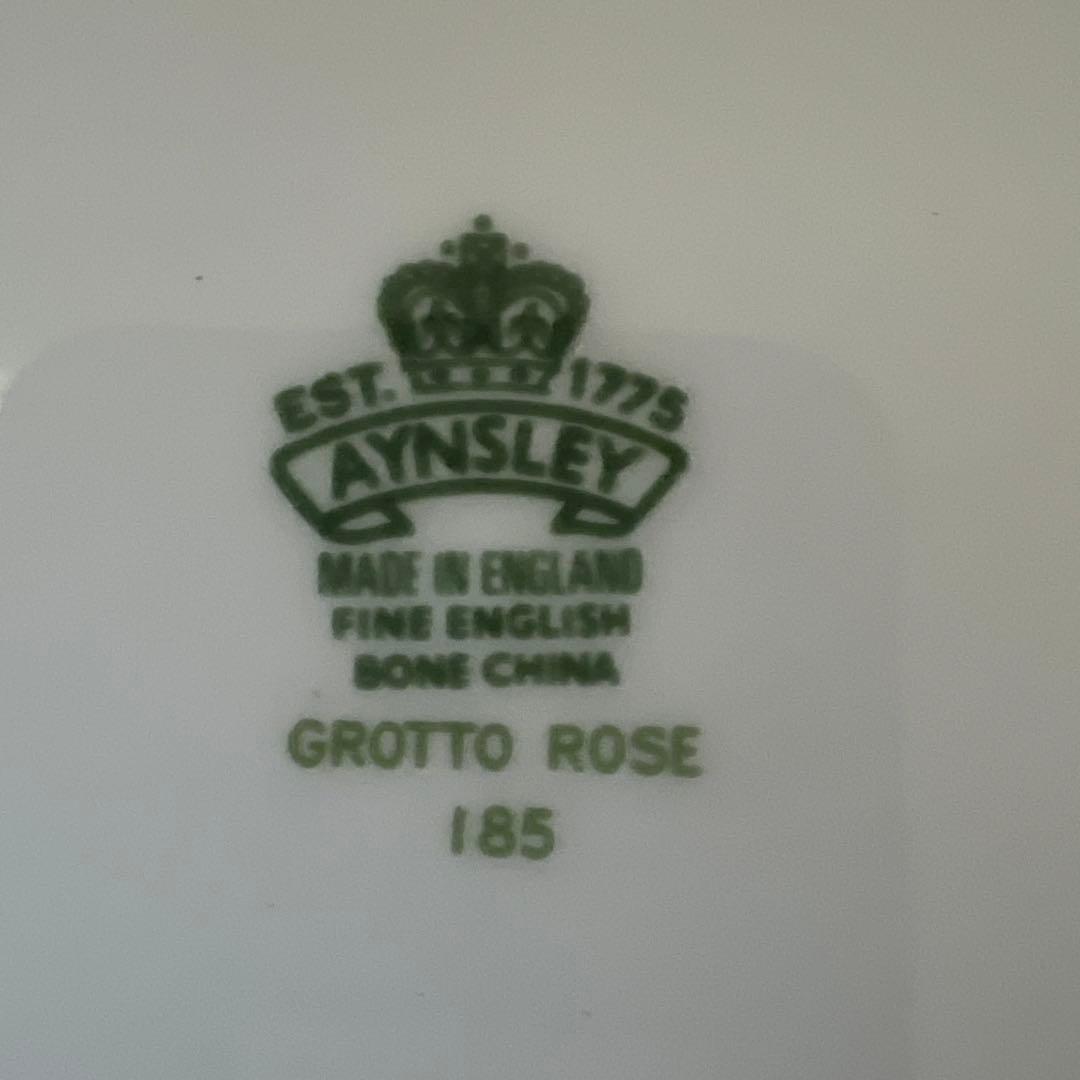 EST. 1775
AYNSLEY
MADE IN ENGLAND
FINE ENGLISH
BONE CHINA
GROTTO ROSE
185